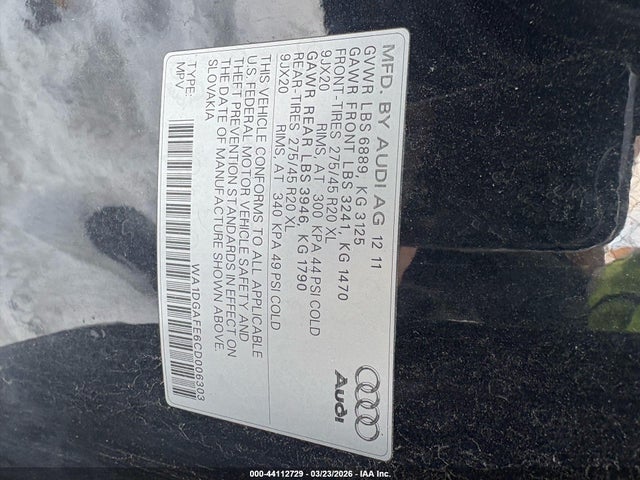 MFD. BY AUDI AG 12 11
GVWR LBS 6889, KG 3125
GAWR FRONT LBS 3241, KG 1470
FRONT-TIRES 275/45 R20 XL
9JX20 RIMS, AT 300 KPA 44 PSI COLD
GAWR REAR LBS 3946, KG 1790
REAR-TIRES 275/45 R20 XL
9JX20 RIMS, AT 340 KPA 49 PSI COLD
THIS VEHICLE CONFORMS TO ALL APPLICABLE
U.S. FEDERAL MOTOR VEHICLE SAFETY AND
THEFT PREVENTION STANDARDS IN EFFECT ON
THE DATE OF MANUFACTURE SHOWN ABOVE.
SLOVAKIA
TYPE:
MPV
WA1DGAFE6CD006303
Audi
000-44112729 | 03/23/2026 | IAA Inc.